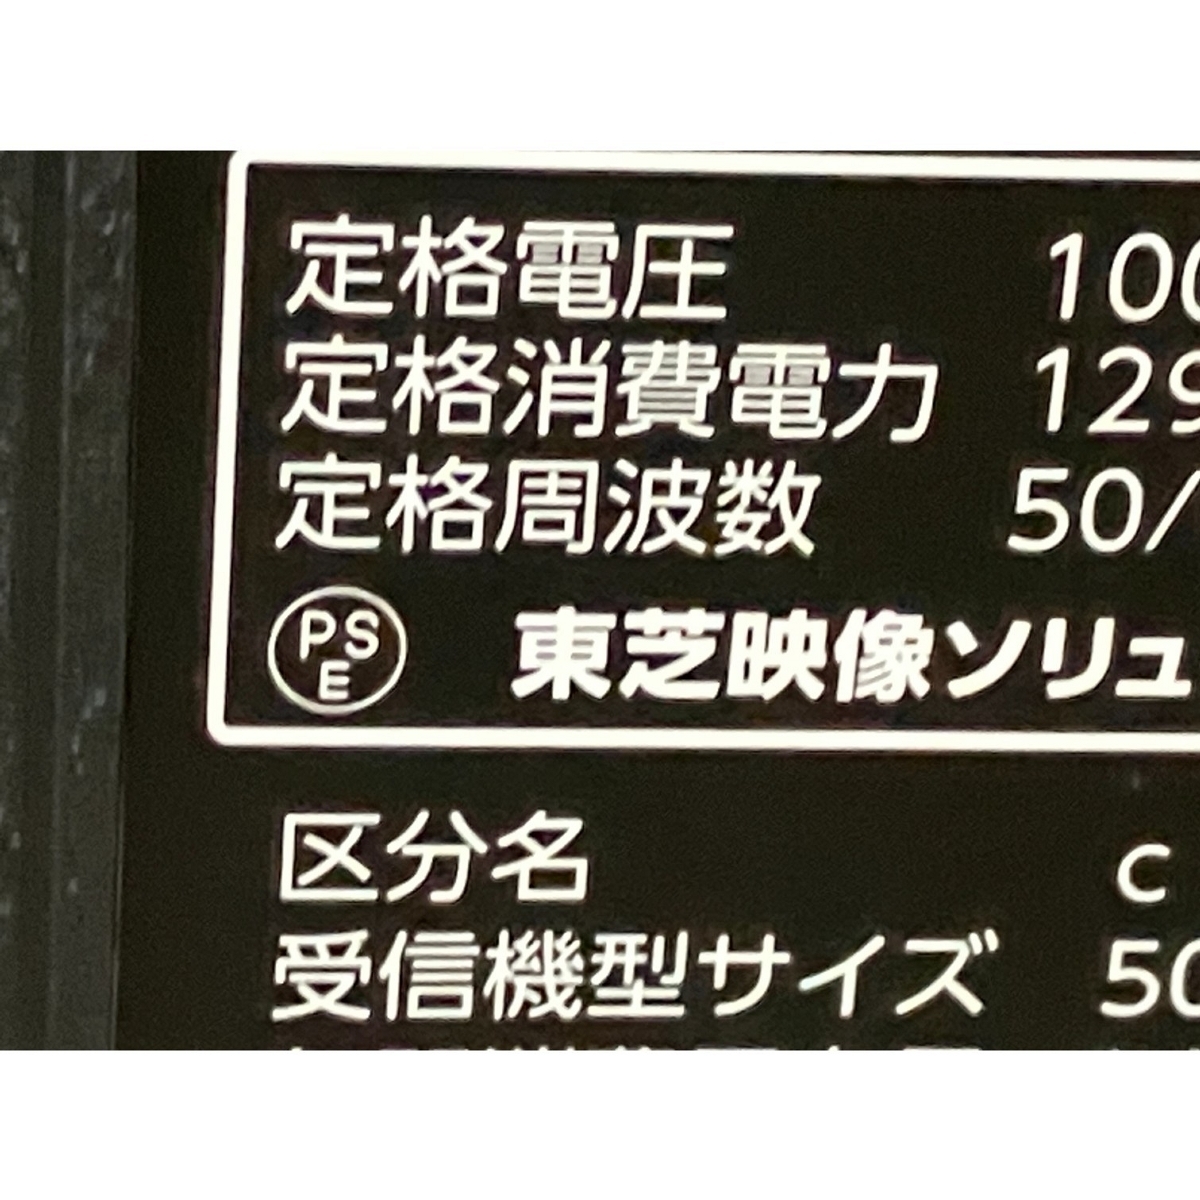 定格電圧 100
定格消費電力 129
定格周波数 50/
PSE 東芝映像ソリュ
区分名 c
受信機型サイズ 50